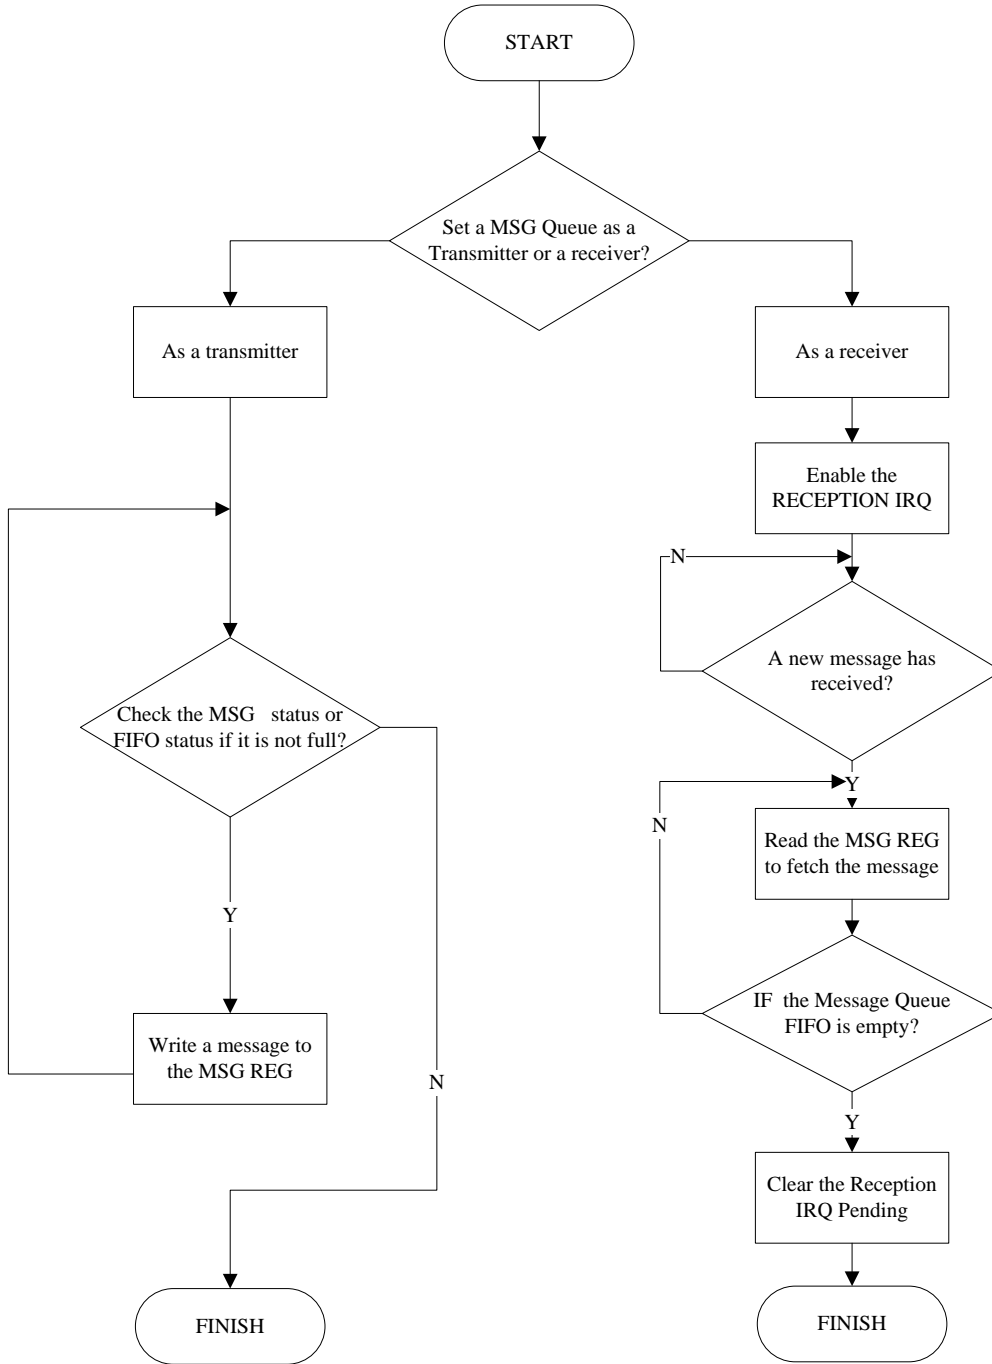 START
Set a MSG Queue as a
Transmitter or a receiver?
As a transmitter
As a receiver
Enable the
RECEPTION IRQ
N
A new message has
received?
Check the MSG status or
FIFO status if it is not full?
Y
N
Read the MSG REG
to fetch the message
Y
IF the Message Queue
FIFO is empty?
Write a message to
the MSG REG
N
Y
Clear the Reception
IRQ Pending
FINISH
FINISH